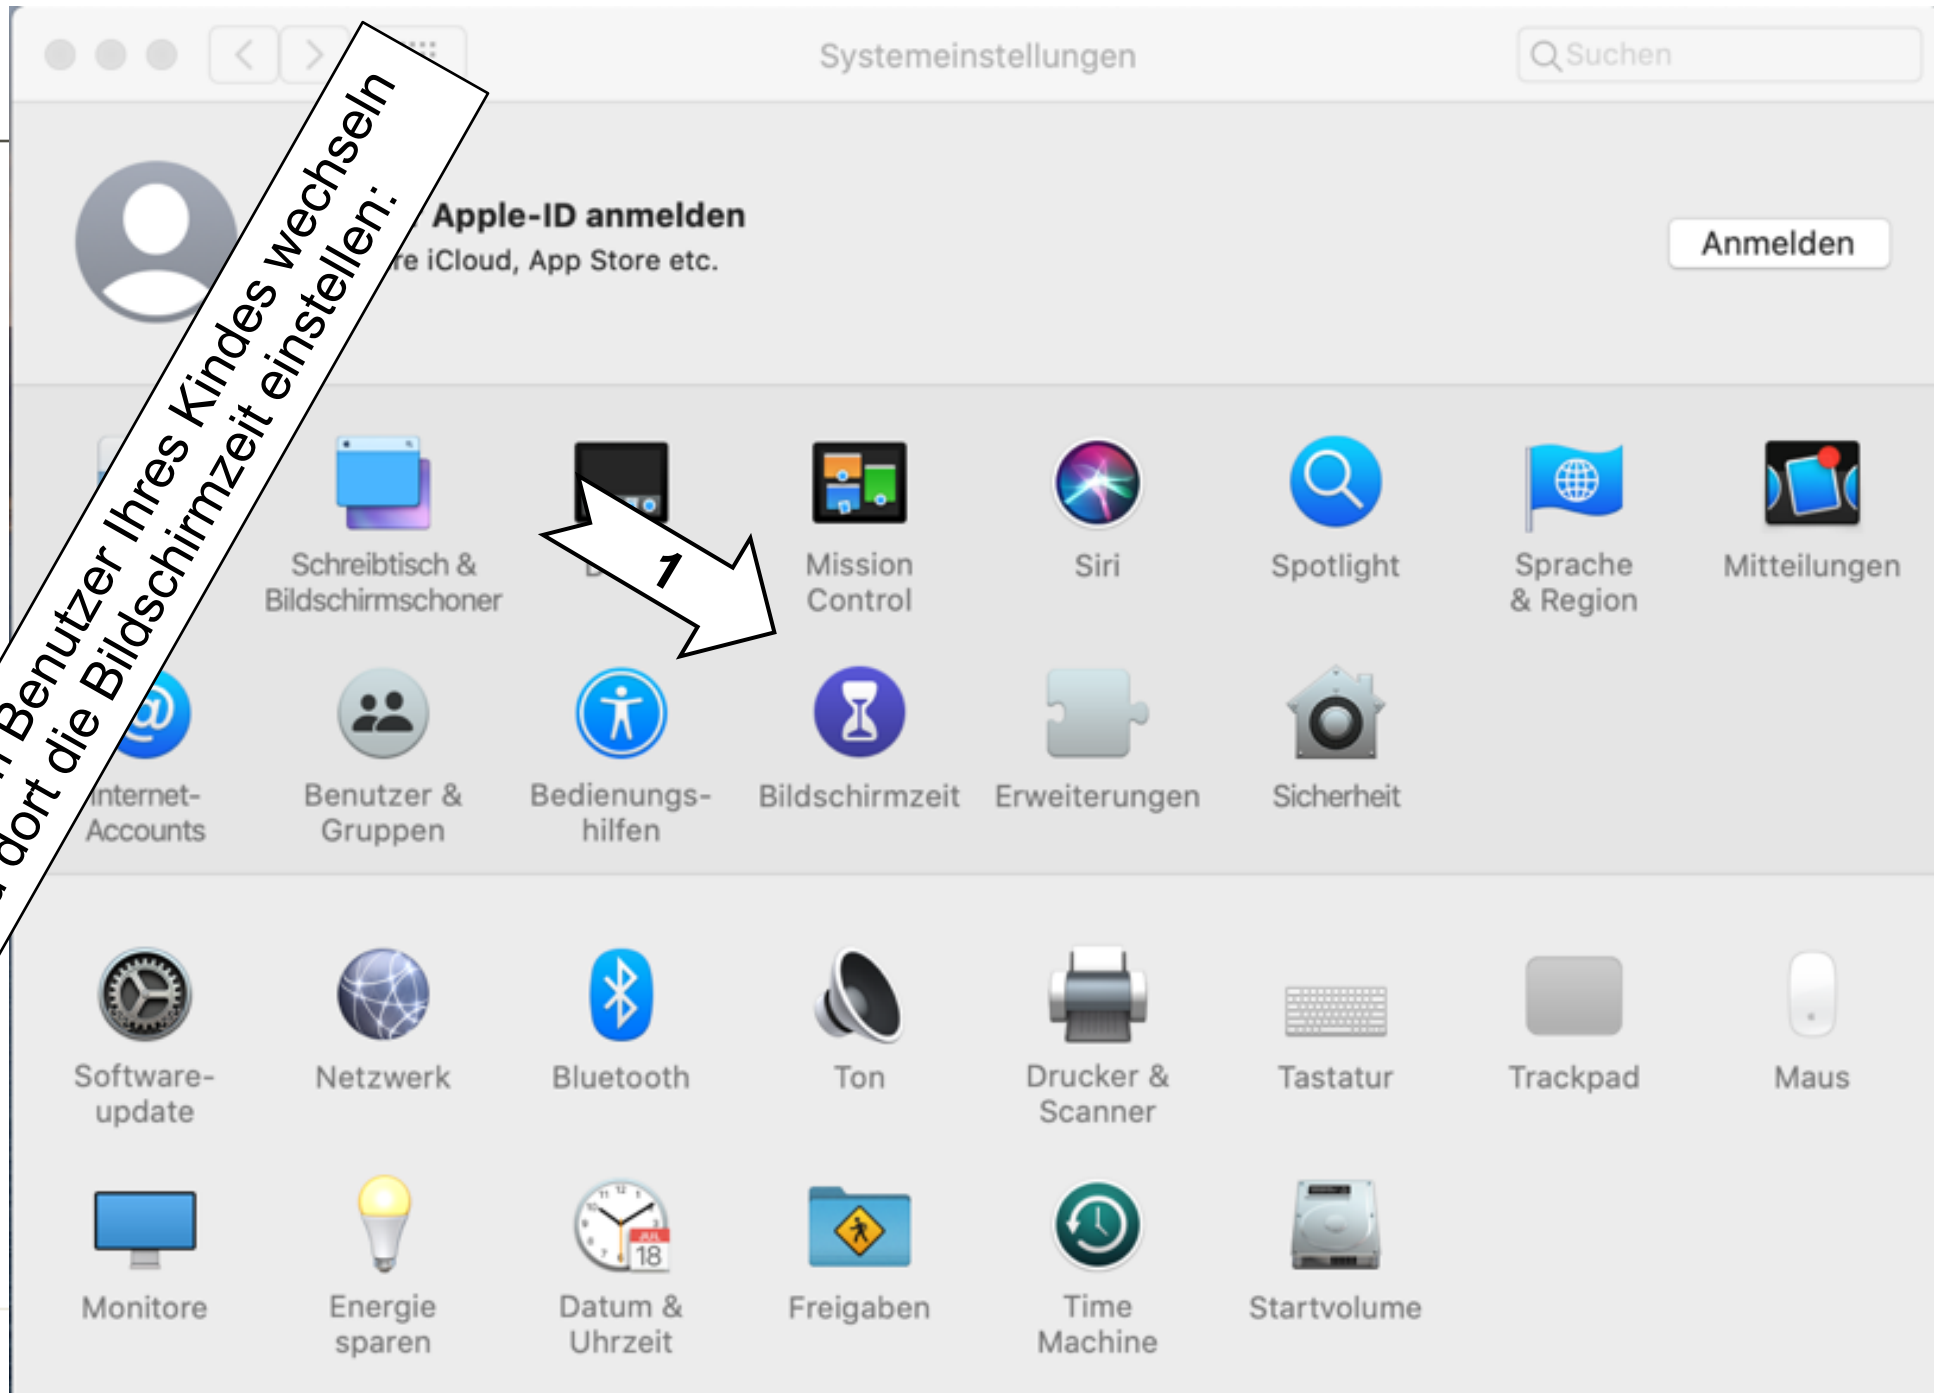 Systemeinstellungen
Suchen
Benutzer Ihres Kindes wechseln
dort die Bildschirmzeit einstellen:
Apple-ID anmelden
iCloud, App Store etc.
Anmelden
Schreibtisch &
Bildschirmschoner
1
Mission
Control
Siri
Spotlight
Sprache
& Region
Mitteilungen
Internet-
Accounts
Benutzer &
Gruppen
Bedienungs-
hilfen
Bildschirmzeit
Erweiterungen
Sicherheit
Software-
update
Netzwerk
Bluetooth
Ton
Drucker &
Scanner
Tastatur
Trackpad
Maus
JUL
18
Monitore
Energie
sparen
Datum &
Uhrzeit
Freigaben
Time
Machine
Startvolume